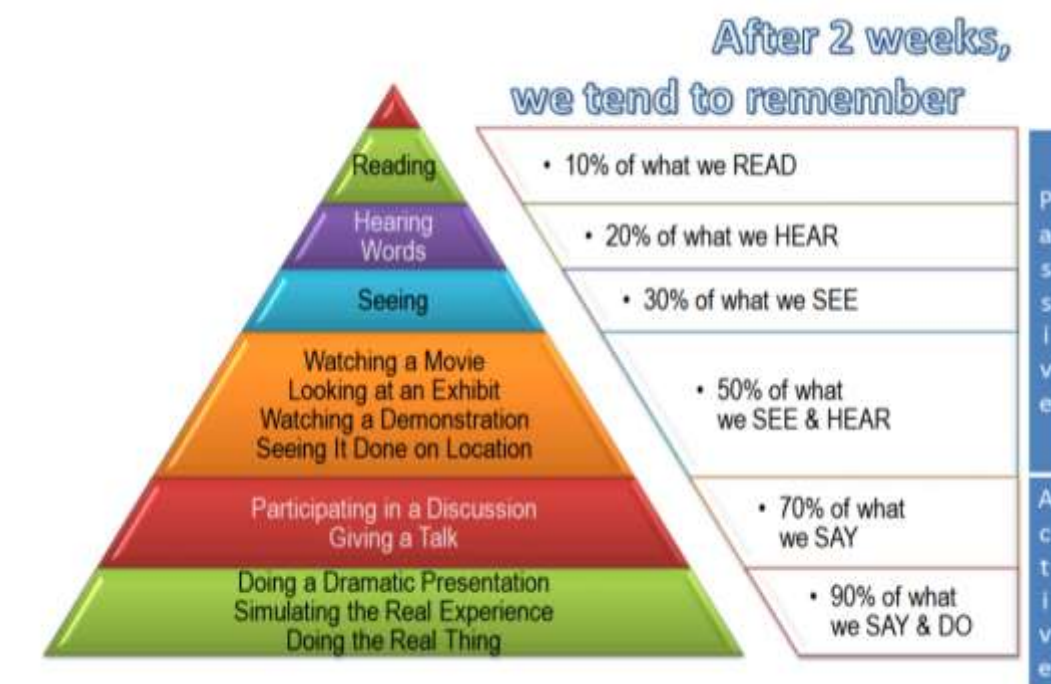 After 2 weeks,
we tend to remember
Reading
• 10% of what we READ
Hearing
Words
• 20% of what we HEAR
Seeing
• 30% of what we SEE
Watching a Movie
Looking at an Exhibit
Watching a Demonstration
Seeing It Done on Location
• 50% of what
we SEE & HEAR
Participating in a Discussion
Giving a Talk
• 70% of what
we SAY
Doing a Dramatic Presentation
Simulating the Real Experience
Doing the Real Thing
• 90% of what
we SAY & DO
Passive
Active